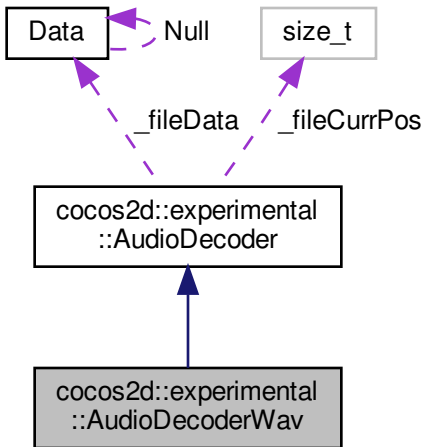 Data
Null
size_t
_fileData
_fileCurrPos
cocos2d::experimental
::AudioDecoder
cocos2d::experimental
::AudioDecoderWav